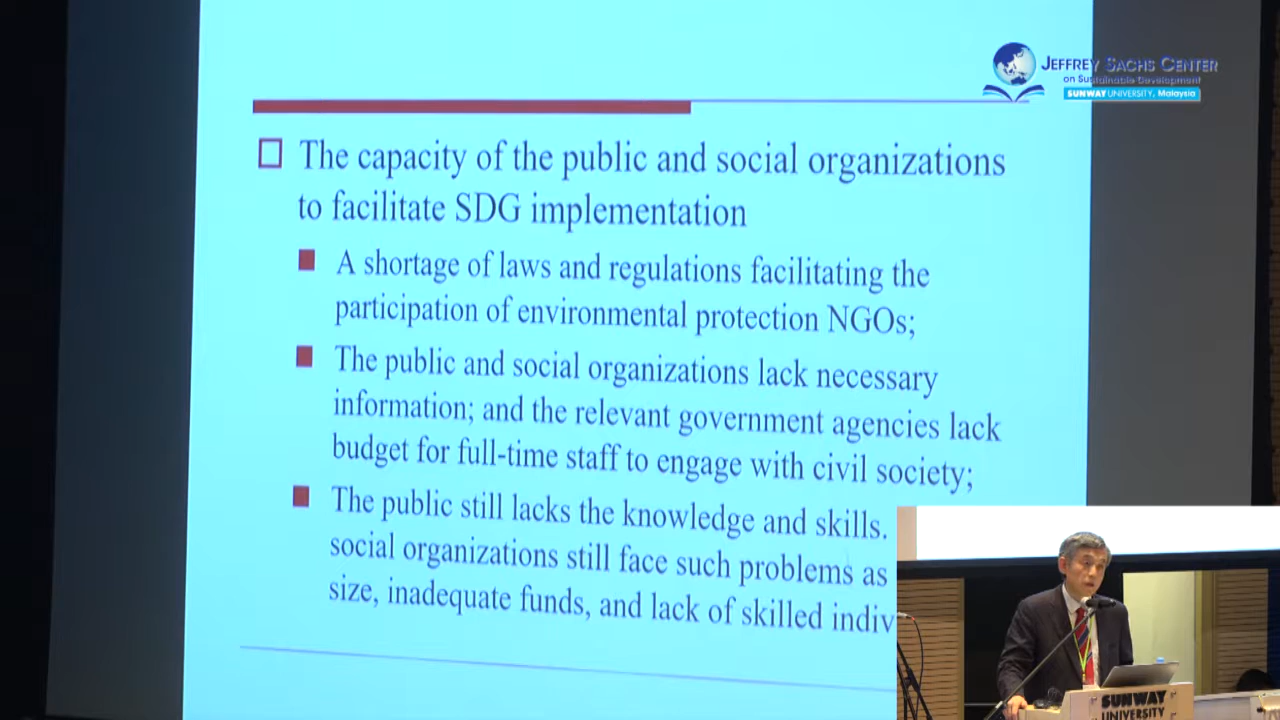 JEFFREY SACHS CENTER
on Sustainable Development
SUNWAY UNIVERSITY, Malaysia
The capacity of the public and social organizations
to facilitate SDG implementation
A shortage of laws and regulations facilitating the
participation of environmental protection NGOs;
The public and social organizations lack necessary
information; and the relevant government agencies lack
budget for full-time staff to engage with civil society;
The public still lacks the knowledge and skills.
social organizations still face such problems as
size, inadequate funds, and lack of skilled indiv
SUNWAY
UNIVERSITY